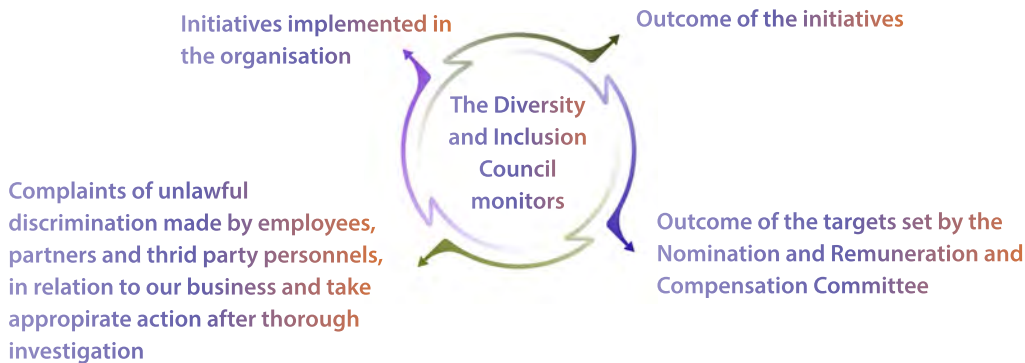 Initiatives implemented in
the organisation
Outcome of the initiatives
The Diversity
and Inclusion
Council
monitors
Complaints of unlawful
discrimination made by employees,
partners and thrid party personnels,
in relation to our business and take
appropirate action after thorough
investigation
Outcome of the targets set by the
Nomination and Remuneration and
Compensation Committee